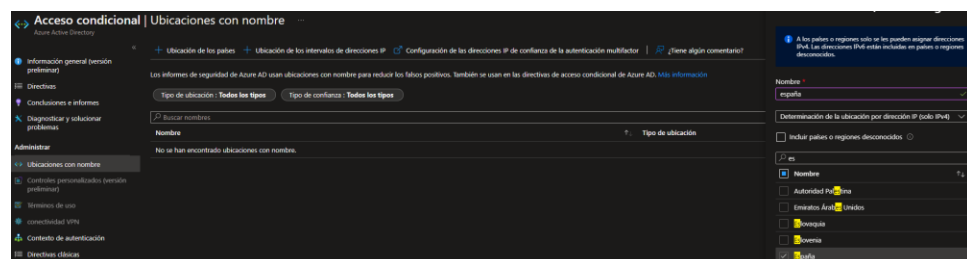 Acceso condicional | Ubicaciones con nombre ...
Azure Active Directory
«
Información general (versión preliminar)
Directivas
Conclusiones e informes
Diagnosticar y solucionar problemas
Administrar
Ubicaciones con nombre
Controles personalizados (versión preliminar)
Términos de uso
conectividad VPN
Contexto de autenticación
Directivas clásicas
+ Ubicación de los países + Ubicación de los intervalos de direcciones IP Configuración de las direcciones IP de confianza de la autenticación multifactor | ¿Tiene algún comentario?
Los informes de seguridad de Azure AD usan ubicaciones con nombre para reducir los falsos positivos. También se usan en las directivas de acceso condicional de Azure AD. Más información
Tipo de ubicación : Todos los tipos Tipo de confianza : Todos los tipos
Buscar nombres
Nombre ↑↓ Tipo de ubicación
No se han encontrado ubicaciones con nombre.
A los países o regiones solo se les pueden asignar direcciones
IPv4. Las direcciones IPv6 están incluidas en países o regiones
desconocidos.
Nombre *
españa
Determinación de la ubicación por dirección IP (solo IPv4)
Incluir países o regiones desconocidos
es
Nombre ↑↓
Autoridad Palestina
Emiratos Árabes Unidos
Eslovaquia
Eslovenia
España